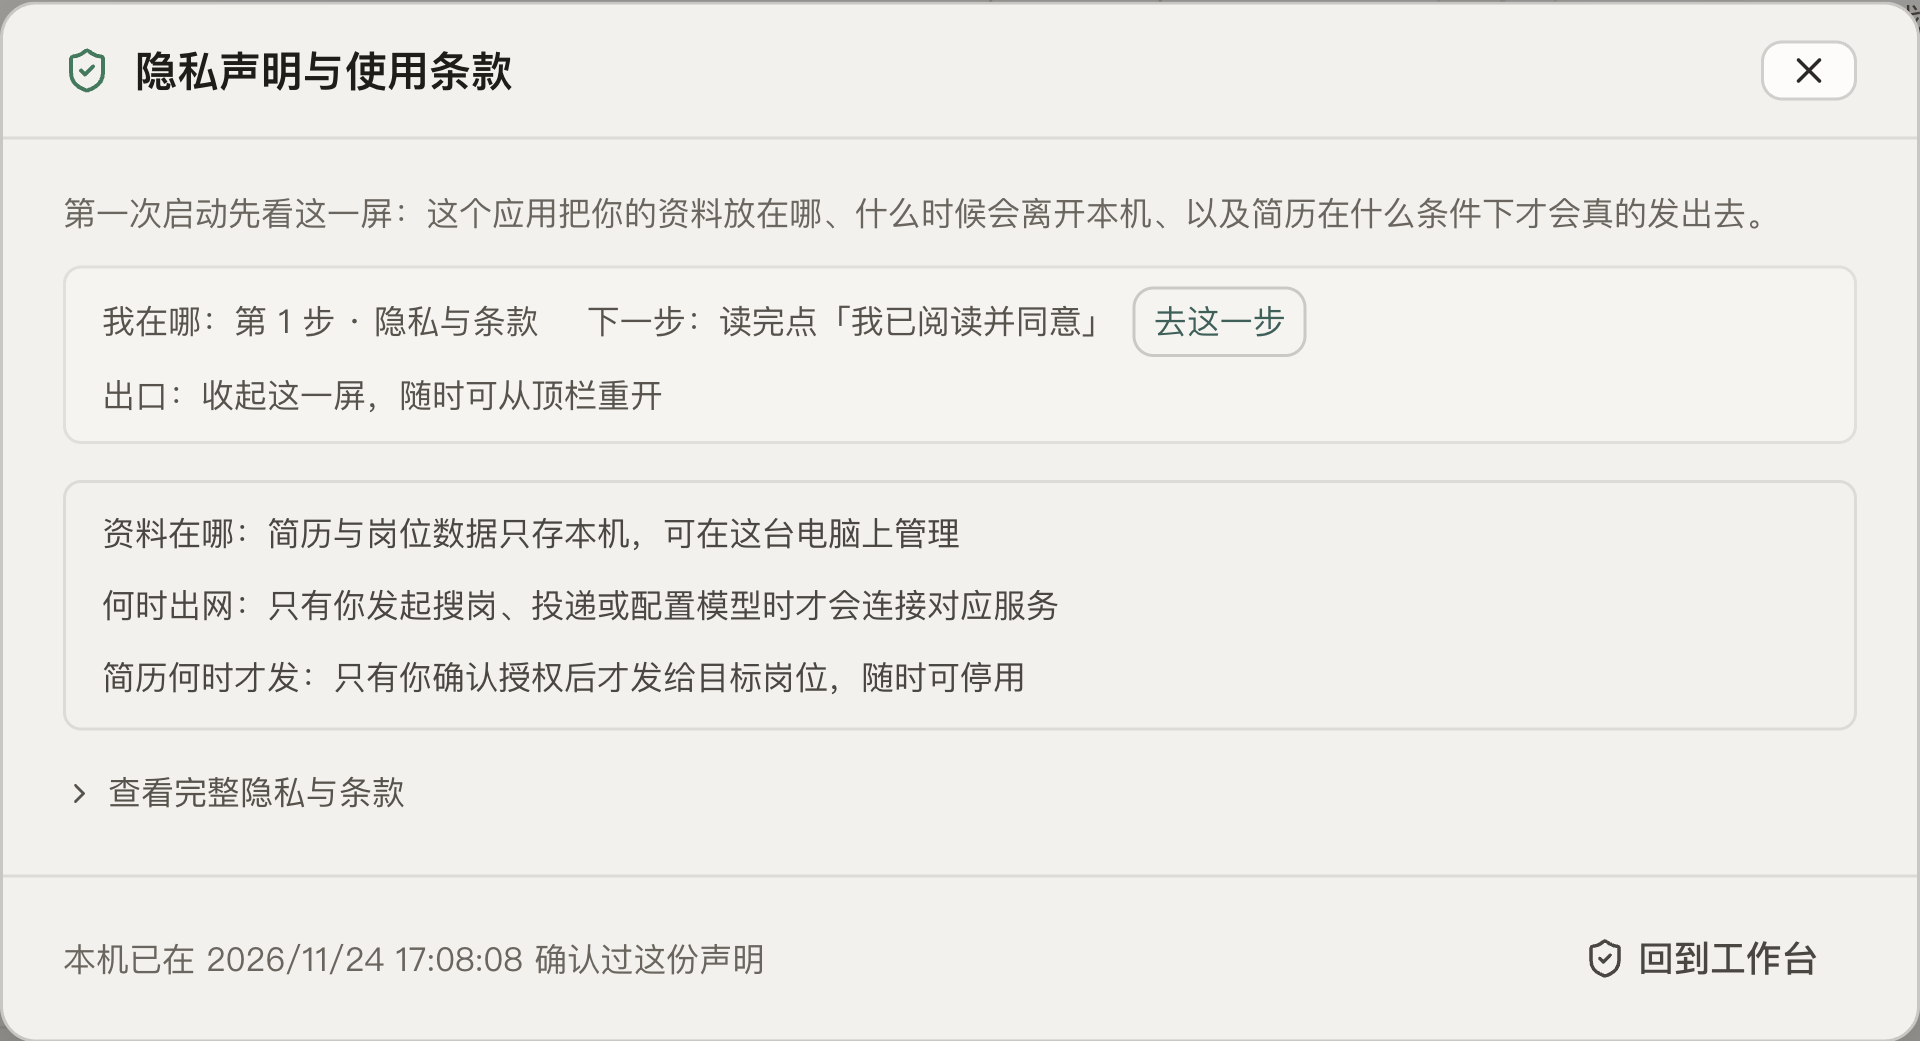 隐私声明与使用条款
第一次启动先看这一屏：这个应用把你的资料放在哪、什么时候会离开本机、以及简历在什么条件下才会真的发出去。
我在哪：第 1 步 · 隐私与条款 下一步：读完点「我已阅读并同意」 去这一步
出口：收起这一屏，随时可从顶栏重开
资料在哪：简历与岗位数据只存本机，可在这台电脑上管理
何时出网：只有你发起搜岗、投递或配置模型时才会连接对应服务
简历何时才发：只有你确认授权后才发给目标岗位，随时可停用
查看完整隐私与条款
本机已在 2026/11/24 17:08:08 确认过这份声明
回到工作台